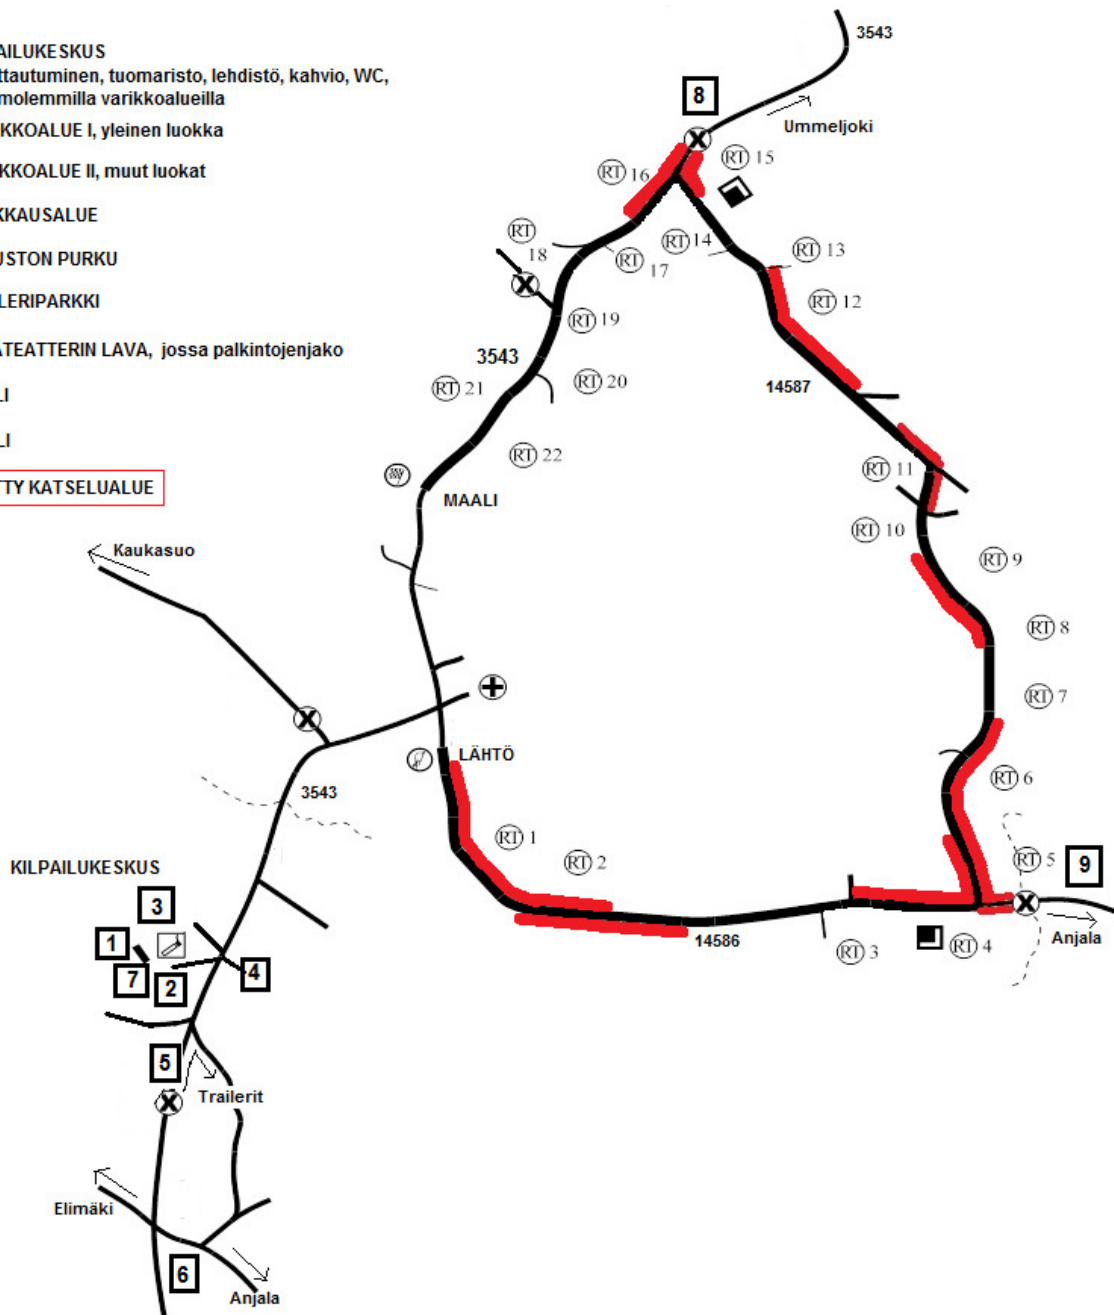 AILUKESKUS
ttautuminen, tuomaristo, lehdistö, kahvio, WC,
molemmilla varikkoalueilla
KKOALUE I, yleinen luokka
KKOALUE II, muut luokat
KKAUSALUE
USTON PURKU
LERIPARKKI
ATEATTERIN LAVA, jossa palkintojenjako
LI
LI
TTY KATSELUALUE
3543
8
X
Ummeljoki
RT 15
RT 16
RT 14
RT 13
RT 17
RT 18
X
RT 12
RT 19
3543
RT 20
14587
RT 21
RT 22
RT 11
MAALI
RT 10
Kaukasuo
RT 9
RT 8
RT 7
X
LÄHTÖ
RT 6
3543
RT 1
RT 2
RT 5
9
KILPAILUKESKUS
X
3
14586
RT 3
RT 4
Anjala
1
7
2
4
5
Trailerit
X
Elimäki
6
Anjala